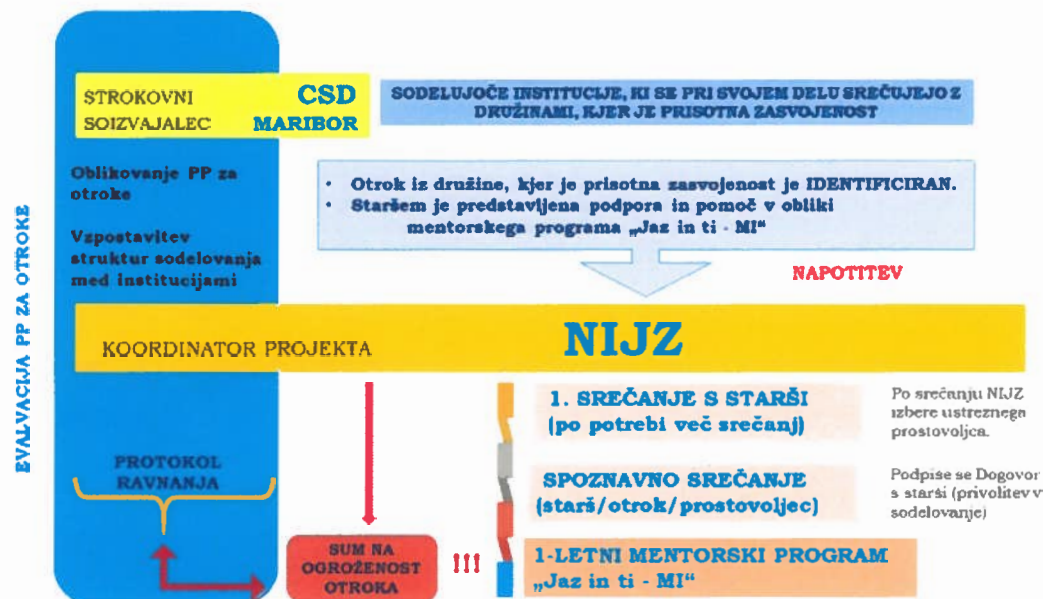 STROKOVNI
SOIZVAJALEC
CSD
MARIBOR
SODELUJOČE INSTITUCIJE, KI SE PRI SVOJEM DELU SREČUJEJO Z
DRUŽINAMI, KJER JE PRISOTNA ZASVOJENOST
EVALVACIJA PP ZA OTROKE
Oblikovanje PP za
otroke
Vzpostavitev
struktur sodelovanja
med institucijami
• Otrok iz družine, kjer je prisotna zasvojenost je IDENTIFICIRAN.
• Staršem je predstavljena podpora in pomoč v obliki
mentorskega programa „Jaz in ti - MI“
NAPOTITEV
KOORDINATOR PROJEKTA
NIJZ
1. SREČANJE S STARŠI
(po potrebi več srečanj)
Po srečanju NIJZ
izbere ustreznega
prostovoljca.
PROTOKOL
RAVNANJA
SPOZNAVNO SREČANJE
(starš/otrok/prostovoljec)
Podpiše se Dogovor
s starši (privolitev v
sodelovanje)
SUM NA
OGROŽENOST
OTROKA
!!!
1-LETNI MENTORSKI PROGRAM
„Jaz in ti - MI“